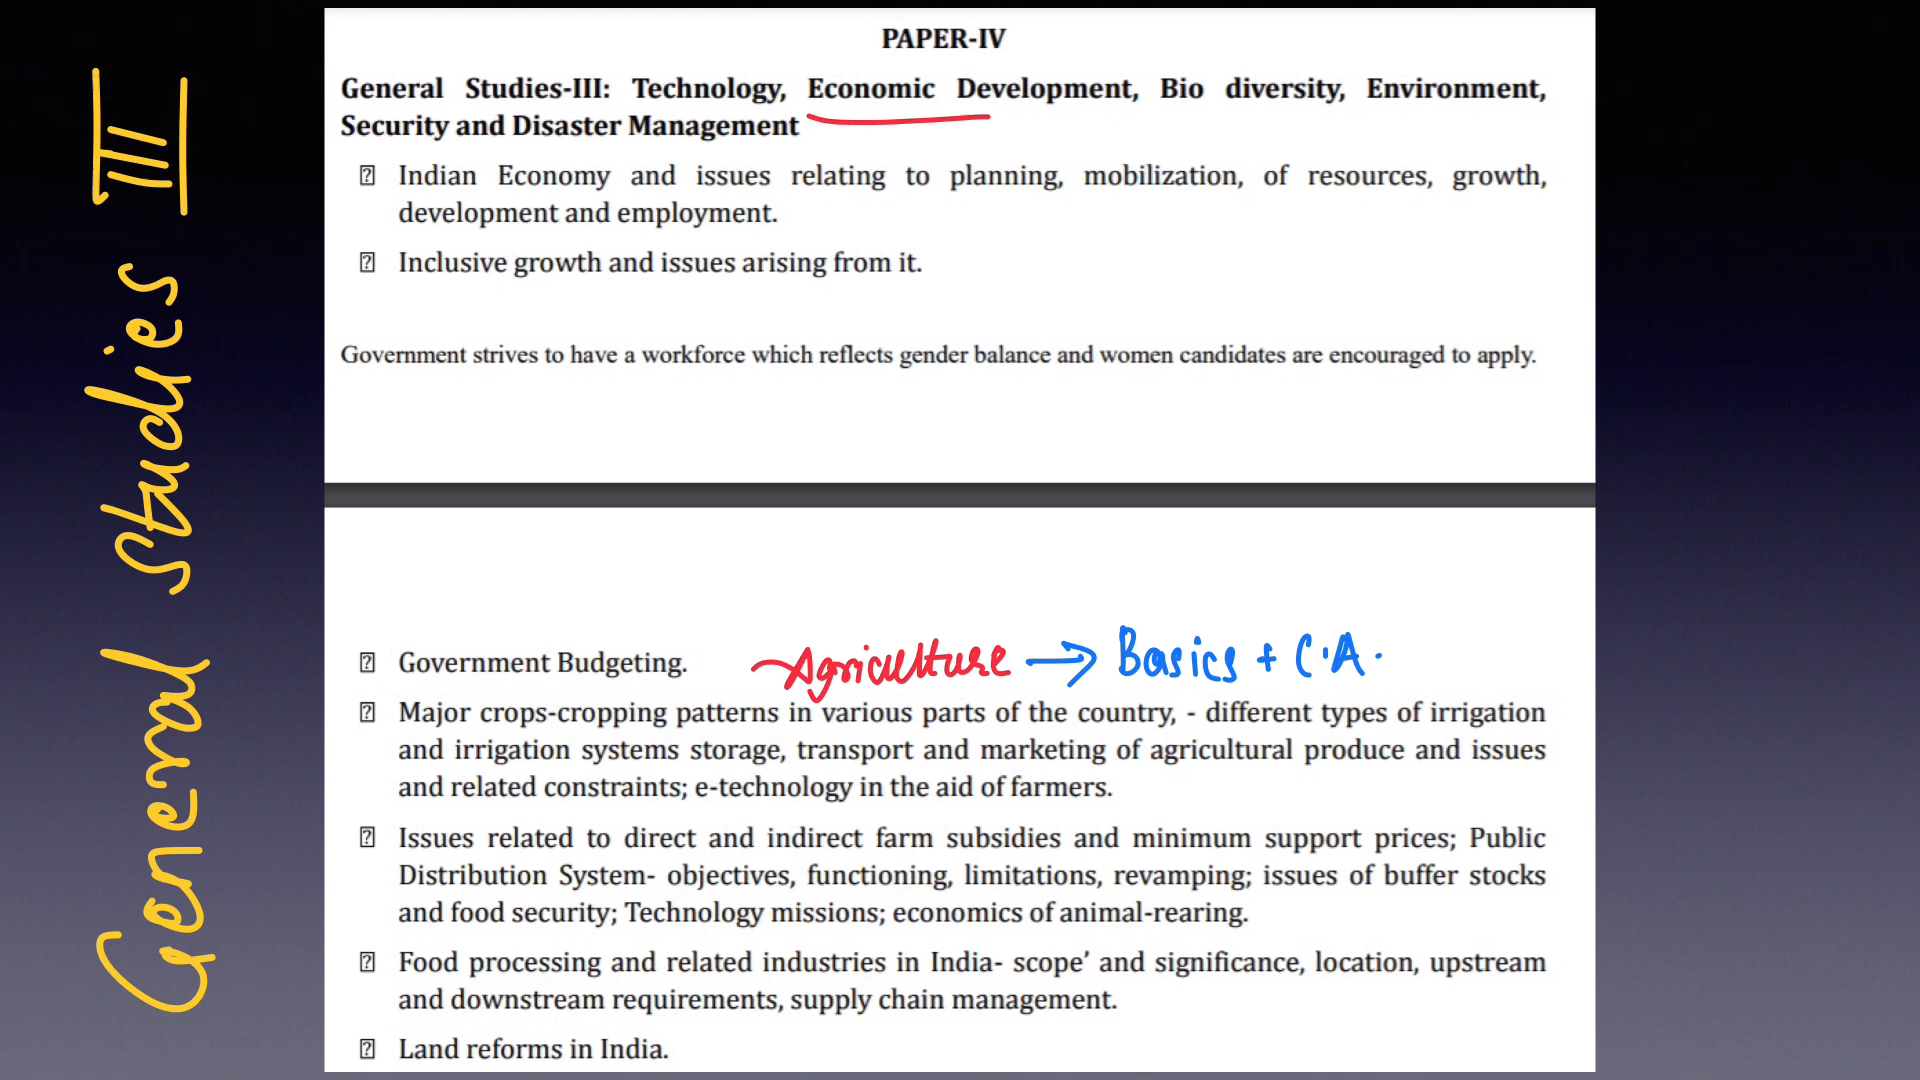 General Studies III
PAPER-IV
General Studies-III: Technology, Economic Development, Bio diversity, Environment,
Security and Disaster Management
Indian Economy and issues relating to planning, mobilization, of resources, growth,
development and employment.
Inclusive growth and issues arising from it.
Government strives to have a workforce which reflects gender balance and women candidates are encouraged to apply.
Government Budgeting.
Agriculture → Basics + C.A.
Major crops-cropping patterns in various parts of the country, - different types of irrigation
and irrigation systems storage, transport and marketing of agricultural produce and issues
and related constraints; e-technology in the aid of farmers.
Issues related to direct and indirect farm subsidies and minimum support prices; Public
Distribution System- objectives, functioning, limitations, revamping; issues of buffer stocks
and food security; Technology missions; economics of animal-rearing.
Food processing and related industries in India- scope’ and significance, location, upstream
and downstream requirements, supply chain management.
Land reforms in India.